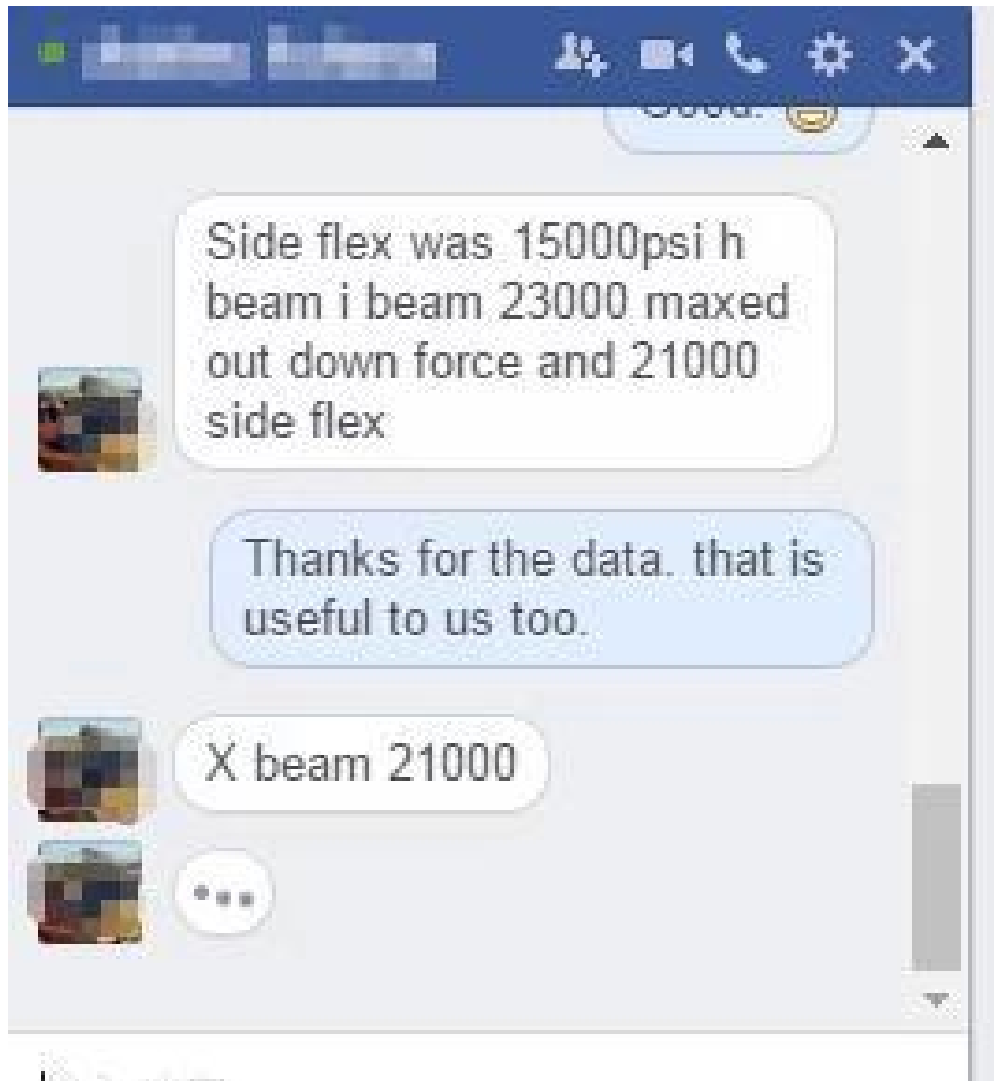 Side flex was 15000psi h
beam i beam 23000 maxed
out down force and 21000
side flex
Thanks for the data. that is
useful to us too.
X beam 21000